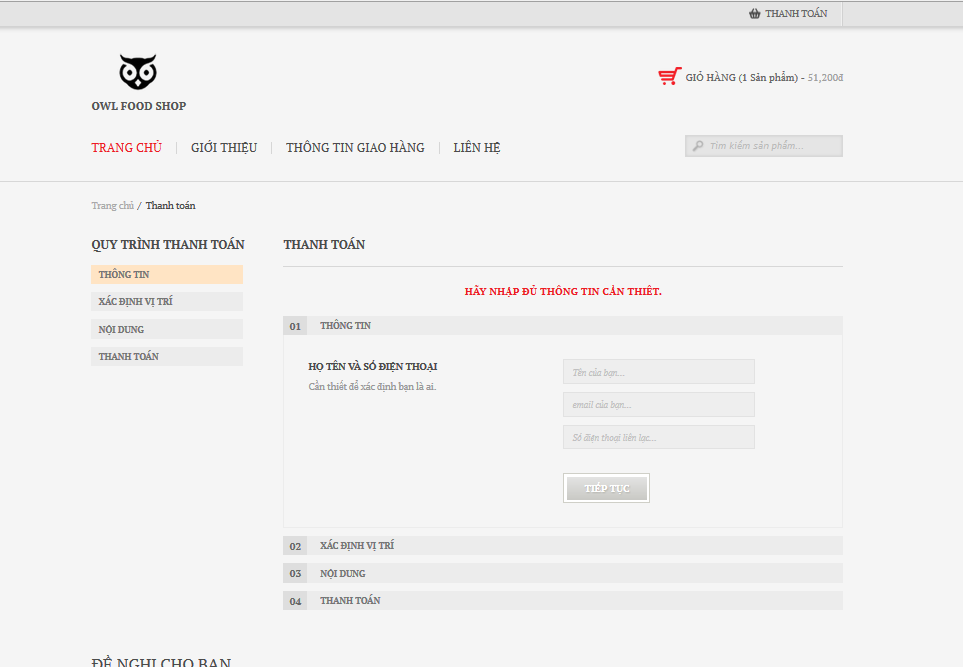 THANH TOÁN
OWL FOOD SHOP
GIỎ HÀNG (1 Sản phẩm) - 51,200đ
TRANG CHỦ
GIỚI THIỆU
THÔNG TIN GIAO HÀNG
LIÊN HỆ
Tìm kiếm sản phẩm...
Trang chủ / Thanh toán
QUY TRÌNH THANH TOÁN
THÔNG TIN
XÁC ĐỊNH VỊ TRÍ
NỘI DUNG
THANH TOÁN
THANH TOÁN
HÃY NHẬP ĐỦ THÔNG TIN CẦN THIẾT.
01 THÔNG TIN
HỌ TÊN VÀ SỐ ĐIỆN THOẠI
Cần thiết để xác định bạn là ai.
Tên của bạn...
email của bạn...
Số điện thoại liên lạc...
TIẾP TỤC
02 XÁC ĐỊNH VỊ TRÍ
03 NỘI DUNG
04 THANH TOÁN
ĐỀ NGHỊ CHO BẠN